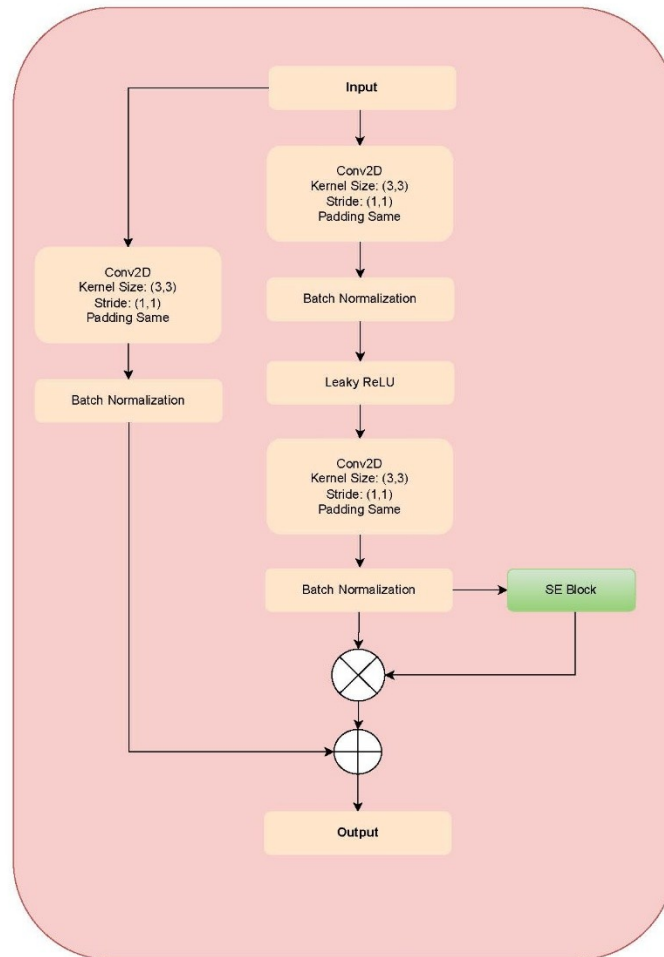 Input
Conv2D
Kernel Size: (3,3)
Stride: (1,1)
Padding Same
Conv2D
Kernel Size: (3,3)
Stride: (1,1)
Padding Same
Batch Normalization
Batch Normalization
Leaky ReLU
Conv2D
Kernel Size: (3,3)
Stride: (1,1)
Padding Same
Batch Normalization
SE Block
Output